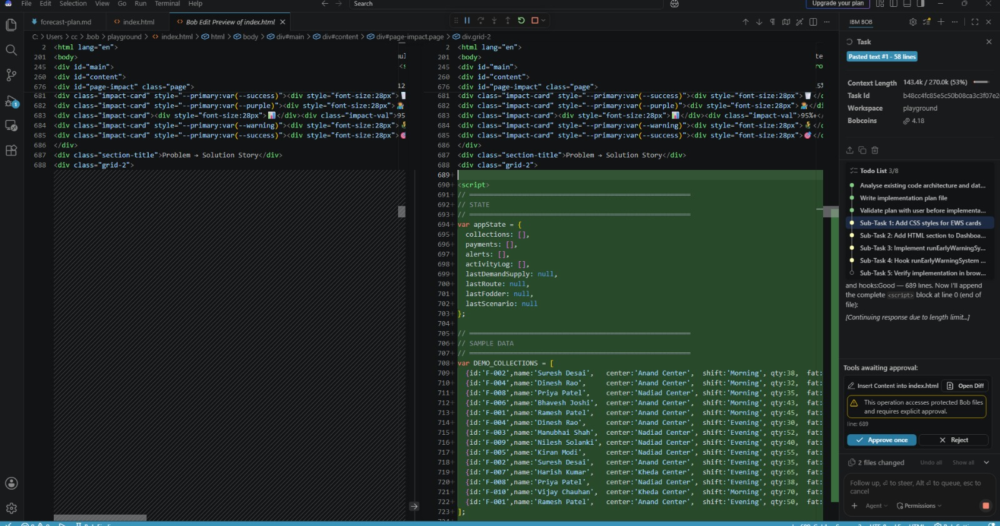 File Edit Selection View Go Run Terminal Help
Search
Upgrade your plan
forecast-plan.md
index.html
Bob Edit Preview of index.html
C: > Users > cc > .bob > playground > index.html > html > body > div#main > div#content > div#page-impact.page > div.grid-2
2 <html lang="en">
201 <body>
245 <div id="main">
260 <div id="content">
676 <div id="page-impact" class="page">
681 <div class="impact-card" style="--primary:var(--success)"><div style="font-size:28px">🥛
682 <div class="impact-card" style="--primary:var(--purple)"><div style="font-size:28px">
683 <div class="impact-card"><div style="font-size:28px">📊</div><div class="impact-val">95
684 <div class="impact-card" style="--primary:var(--warning)"><div style="font-size:28px">
685 <div class="impact-card" style="--primary:var(--success)"><div style="font-size:28px">🎯
686 </div>
687 <div class="section-title">Problem → Solution Story</div>
688 <div class="grid-2">
2 <html lang="en">
201 <body>
245 <div id="main">
260 <div id="content">
676 <div id="page-impact" class="page">
681 <div class="impact-card" style="--primary:var(--success)"><div style="font-size:28px">🥛</
682 <div class="impact-card" style="--primary:var(--purple)"><div style="font-size:28px">
683 <div class="impact-card"><div style="font-size:28px">📊</div><div class="impact-val">95%+</
684 <div class="impact-card" style="--primary:var(--warning)"><div style="font-size:28px">
685 <div class="impact-card" style="--primary:var(--success)"><div style="font-size:28px">🎯</
686 </div>
687 <div class="section-title">Problem → Solution Story</div>
688 <div class="grid-2">
689+
690+ <script>
691+ // ════════════════════════════════
692+ // STATE
693+ // ════════════════════════════════
694+ var appState = {
695+ collections: [],
696+ payments: [],
697+ alerts: [],
698+ activityLog: [],
699+ lastDemandSupply: null,
700+ lastRoute: null,
701+ lastFodder: null,
702+ lastScenario: null
703+ };
704+
705+ // ════════════════════════════════
706+ // SAMPLE DATA
707+ // ════════════════════════════════
708+ var DEMO_COLLECTIONS = [
709+ {id:'F-002',name:'Suresh Desai', center:'Anand Center', shift:'Morning', qty:38, fat:
710+ {id:'F-004',name:'Dinesh Rao', center:'Anand Center', shift:'Morning', qty:32, fat:
711+ {id:'F-008',name:'Priya Patel', center:'Nadiad Center', shift:'Morning', qty:35, fat:
712+ {id:'F-006',name:'Bhavesh Joshi', center:'Anand Center', shift:'Morning', qty:43, fat:
713+ {id:'F-001',name:'Ramesh Patel', center:'Anand Center', shift:'Morning', qty:45, fat:
714+ {id:'F-004',name:'Dinesh Rao', center:'Anand Center', shift:'Evening', qty:30, fat:
715+ {id:'F-003',name:'Manubhai Shah', center:'Nadiad Center', shift:'Evening', qty:52, fat:
716+ {id:'F-009',name:'Nilesh Solanki', center:'Nadiad Center', shift:'Evening', qty:40, fat:
717+ {id:'F-005',name:'Kiran Modi', center:'Nadiad Center', shift:'Evening', qty:55, fat:
718+ {id:'F-002',name:'Suresh Desai', center:'Anand Center', shift:'Evening', qty:35, fat:
719+ {id:'F-007',name:'Harish Kumar', center:'Kheda Center', shift:'Evening', qty:65, fat:
720+ {id:'F-008',name:'Priya Patel', center:'Nadiad Center', shift:'Evening', qty:38, fat:
721+ {id:'F-010',name:'Vijay Chauhan', center:'Kheda Center', shift:'Evening', qty:70, fat:
722+ {id:'F-001',name:'Ramesh Patel', center:'Anand Center', shift:'Evening', qty:50, fat:
723+ ];
IBM BOB
Task
Pasted text #1 - 58 lines
Context Length 143.4k / 270.0k (53%)
Task Id b48cc4fc85e5c50b08ca3c3f07e2
Workspace playground
Bobcoins 4.18
Todo List 3/8
Analyse existing code architecture and dat...
Write implementation plan file
Validate plan with user before implementa...
Sub-Task 1: Add CSS styles for EWS cards
Sub-Task 2: Add HTML section to Dashboa...
Sub-Task 3: Implement runEarlyWarningSy...
Sub-Task 4: Hook runEarlyWarningSystem ...
Sub-Task 5: Verify implementation in brow...
and hooks:Good — 689 lines. Now I'll append
the complete <script> block at line 0 (end of
file):
[Continuing response due to length limit...]
Tools awaiting approval:
Insert Content into index.html Open Diff
This operation accesses protected Bob files
and requires explicit approval.
line: 689
Approve once Reject
2 files changed Undo all Show all
Follow up, ⏎ to steer, Alt ⏎ to queue, esc to
cancel
Agent Permissions